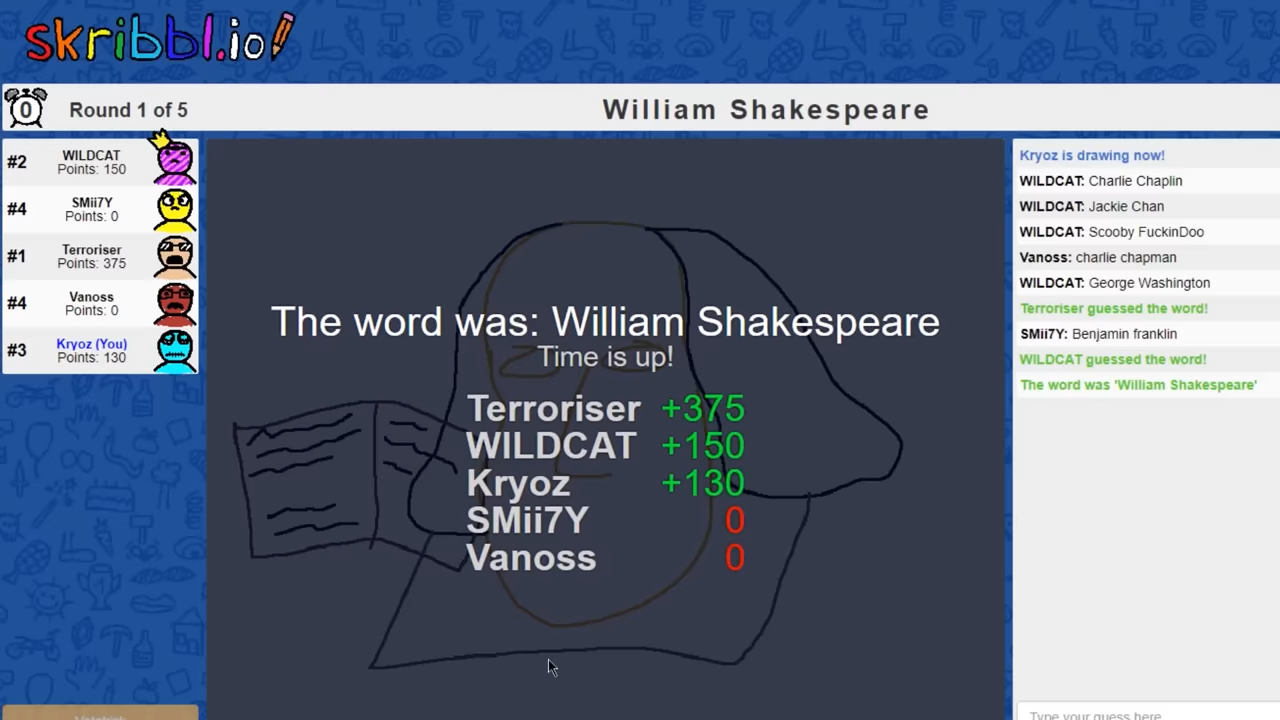 skribbl.io
0
Round 1 of 5
William Shakespeare
#2
WILDCAT
Points: 150
#4
SMii7Y
Points: 0
#1
Terroriser
Points: 375
#4
Vanoss
Points: 0
#3
Kryoz (You)
Points: 130
The word was: William Shakespeare
Time is up!
Terroriser +375
WILDCAT +150
Kryoz +130
SMii7Y 0
Vanoss 0
Kryoz is drawing now!
WILDCAT: Charlie Chaplin
WILDCAT: Jackie Chan
WILDCAT: Scooby FuckinDoo
Vanoss: charlie chapman
WILDCAT: George Washington
Terroriser guessed the word!
SMii7Y: Benjamin franklin
WILDCAT guessed the word!
The word was 'William Shakespeare'
Type your guess here